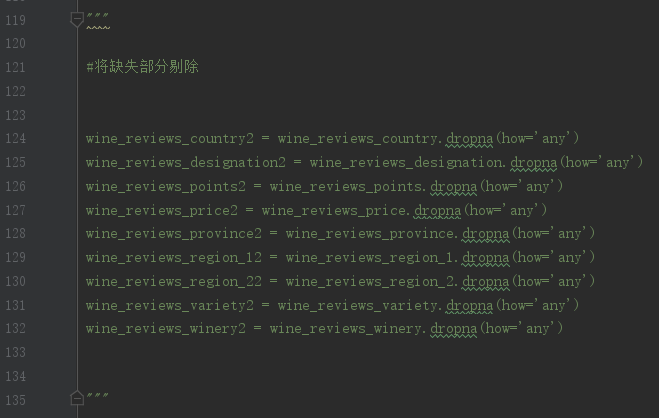 119 """
120
121 #将缺失部分剔除
122
123
124 wine_reviews_country2 = wine_reviews_country.dropna(how='any')
125 wine_reviews_designation2 = wine_reviews_designation.dropna(how='any')
126 wine_reviews_points2 = wine_reviews_points.dropna(how='any')
127 wine_reviews_price2 = wine_reviews_price.dropna(how='any')
128 wine_reviews_province2 = wine_reviews_province.dropna(how='any')
129 wine_reviews_region_12 = wine_reviews_region_1.dropna(how='any')
130 wine_reviews_region_22 = wine_reviews_region_2.dropna(how='any')
131 wine_reviews_variety2 = wine_reviews_variety.dropna(how='any')
132 wine_reviews_winery2 = wine_reviews_winery.dropna(how='any')
133
134
135 """